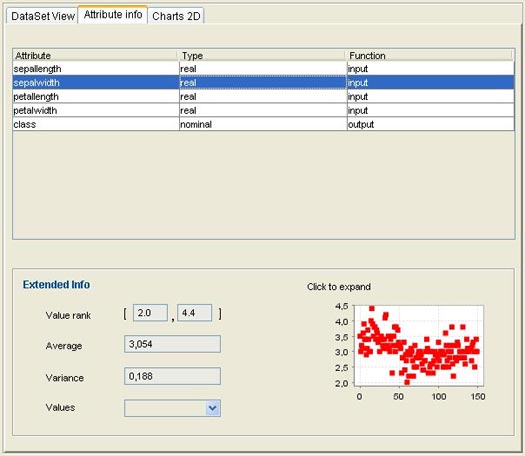 DataSet View Attribute info Charts 2D
Attribute Type Function
sepallength real input
sepalwidth real input
petallength real input
petalwidth real input
class nominal output
Extended Info
Click to expand
Value rank [ 2.0 , 4.4 ]
Average 3,054
Variance 0,188
Values
4,5
4,0
3,5
3,0
2,5
2,0
0 50 100 150